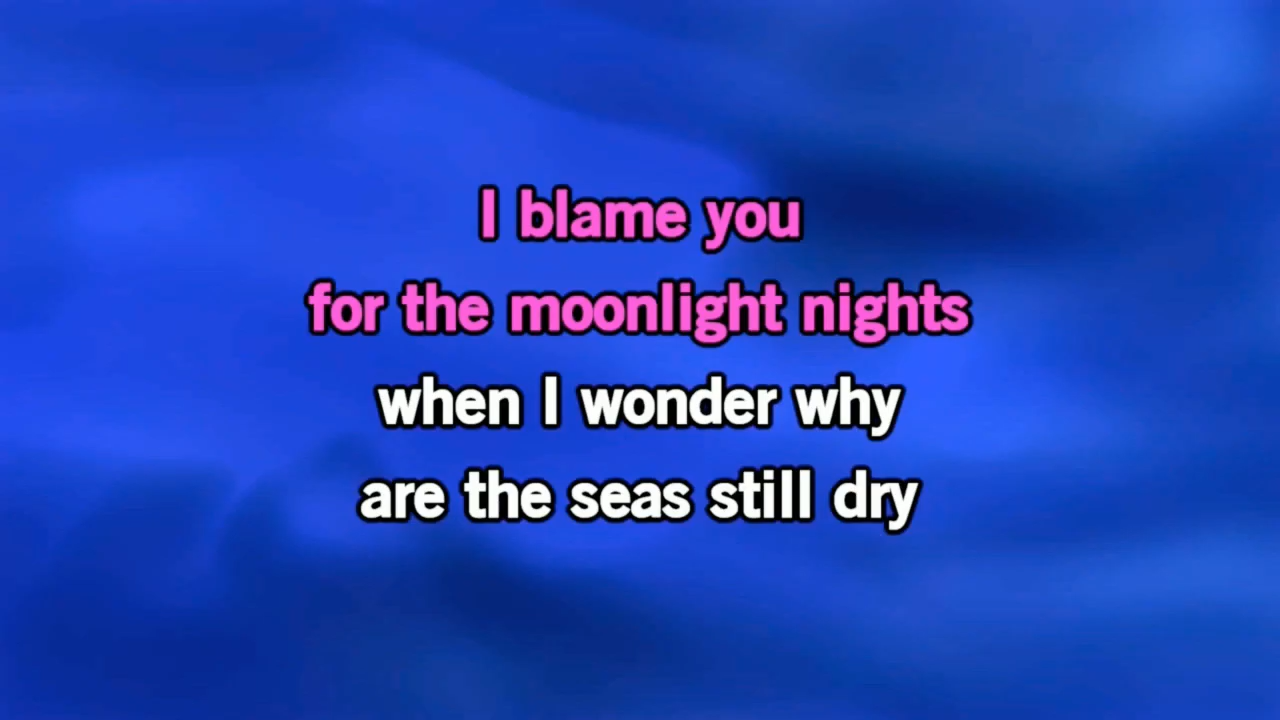 I blame you
for the moonlight nights
when I wonder why
are the seas still dry